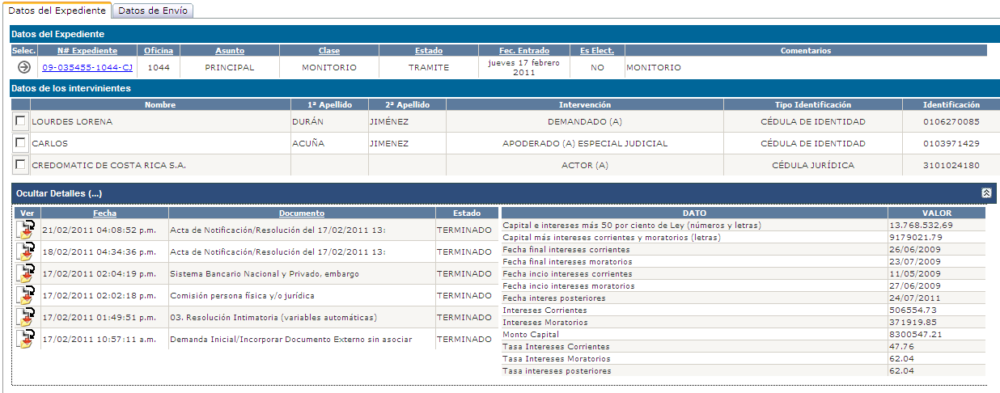 Datos del Expediente Datos de Envío
Datos del Expediente
Selec. N# Expediente Oficina Asunto Clase Estado Fec. Entrado Es Elect. Comentarios
09-035455-1044-CJ 1044 PRINCIPAL MONITORIO TRAMITE jueves 17 febrero 2011 NO MONITORIO
Datos de los intervinientes
Nombre 1ª Apellido 2ª Apellido Intervención Tipo Identificación Identificación
LOURDES LORENA DURÁN JIMÉNEZ DEMANDADO (A) CÉDULA DE IDENTIDAD 0106270085
CARLOS ACUÑA JIMENEZ APODERADO (A) ESPECIAL JUDICIAL CÉDULA DE IDENTIDAD 0103971429
CREDOMATIC DE COSTA RICA S.A. ACTOR (A) CÉDULA JURÍDICA 3101024180
Ocultar Detalles (...)
Ver Fecha Documento Estado
21/02/2011 04:08:52 p.m. Acta de Notificación/Resolución del 17/02/2011 13: TERMINADO
18/02/2011 04:34:36 p.m. Acta de Notificación/Resolución del 17/02/2011 13: TERMINADO
17/02/2011 02:04:19 p.m. Sistema Bancario Nacional y Privado, embargo TERMINADO
17/02/2011 02:02:18 p.m. Comisión persona física y/o jurídica TERMINADO
17/02/2011 01:49:51 p.m. 03. Resolución Intimatoria (variables automáticas) TERMINADO
17/02/2011 10:57:11 a.m. Demanda Inicial/Incorporar Documento Externo sin asociar TERMINADO
DATO VALOR
Capital e intereses más 50 por ciento de Ley (números y letras) 13.768.532,69
Capital más intereses corrientes y moratorios (letras) 9179021.79
Fecha final intereses corrientes 26/06/2009
Fecha final intereses moratorios 23/07/2009
Fecha incio intereses corrientes 11/05/2009
Fecha incio intereses moratorios 27/06/2009
Fecha interes posteriores 24/07/2011
Intereses Corrientes 506554.73
Intereses Moratorios 371919.85
Monto Capital 8300547.21
Tasa Intereses Corrientes 47.76
Tasa Intereses Moratorios 62.04
Tasa intereses posteriores 62.04